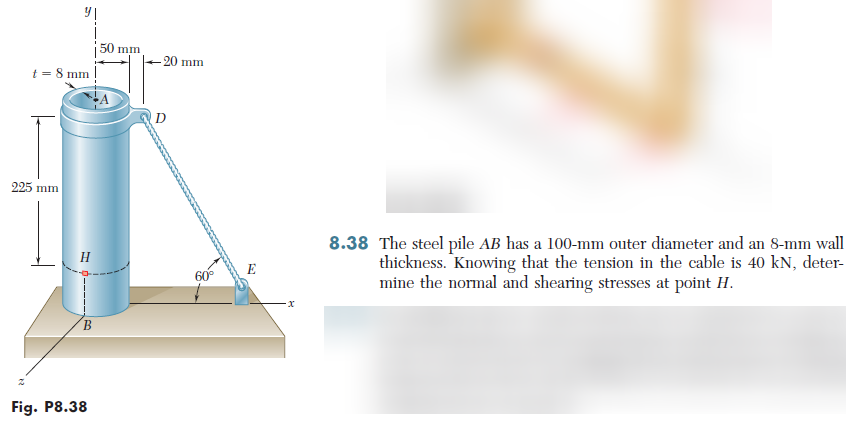 y
50 mm
20 mm
t = 8 mm
A
D
225 mm
H
60°
E
x
B
z
Fig. P8.38
8.38 The steel pile AB has a 100-mm outer diameter and an 8-mm wall
thickness. Knowing that the tension in the cable is 40 kN, deter-
mine the normal and shearing stresses at point H.